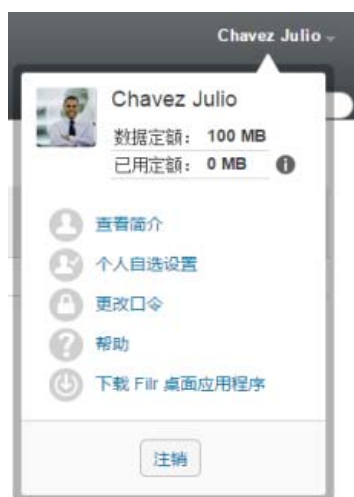 Chavez Julio
Chavez Julio
数据定額： 100 MB
已用定額： 0 MB
查看简介
个人自选设置
更改口令
帮助
下载 Filr 桌面应用程序
注销